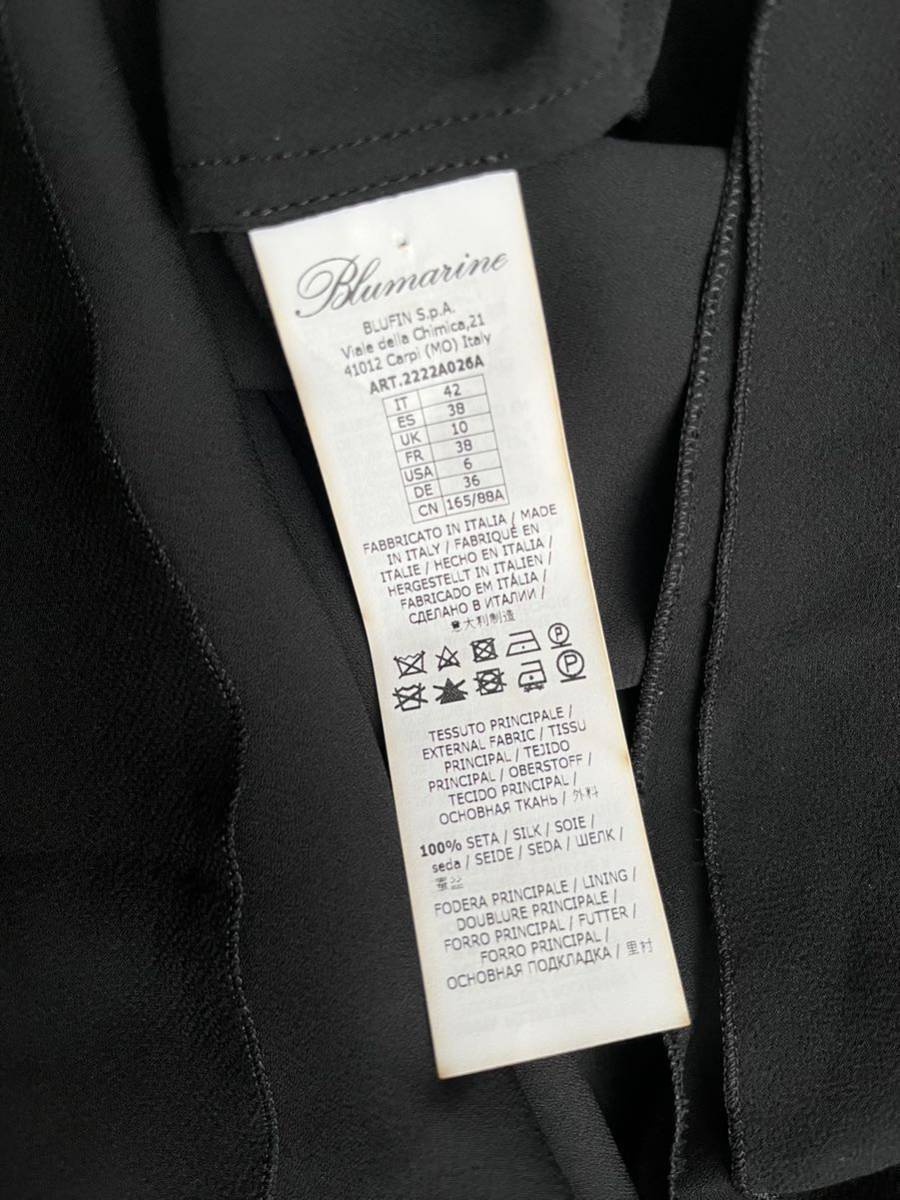 Blumarine
BLUFIN S.p.A.
Viale della Chimica,21
41012 Carpi (MO) Italy
ART.2222A026A
IT 42
ES 38
UK 10
FR 38
USA 6
DE 36
CN 165/88A
FABBRICATO IN ITALIA / MADE
IN ITALY / FABRIQUÉ EN
ITALIE / HECHO EN ITALIA /
HERGESTELLT IN ITALIEN /
FABRICADO EM ITÁLIA /
СДЕЛАНО В ИТАЛИИ /
意大利制造
P
P
TESSUTO PRINCIPALE /
EXTERNAL FABRIC / TISSU
PRINCIPAL / TEJIDO
PRINCIPAL / OBERSTOFF /
TECIDO PRINCIPAL /
ОСНОВНАЯ ТКАНЬ / 外料
100% SETA / SILK / SOIE /
seda / SEIDE / SEDA / ШЕЛК /
FODERA PRINCIPALE / LINING /
DOUBLURE PRINCIPALE /
FORRO PRINCIPAL / FUTTER /
FORRO PRINCIPAL /
ОСНОВНАЯ ПОДКЛАДКА / 里村